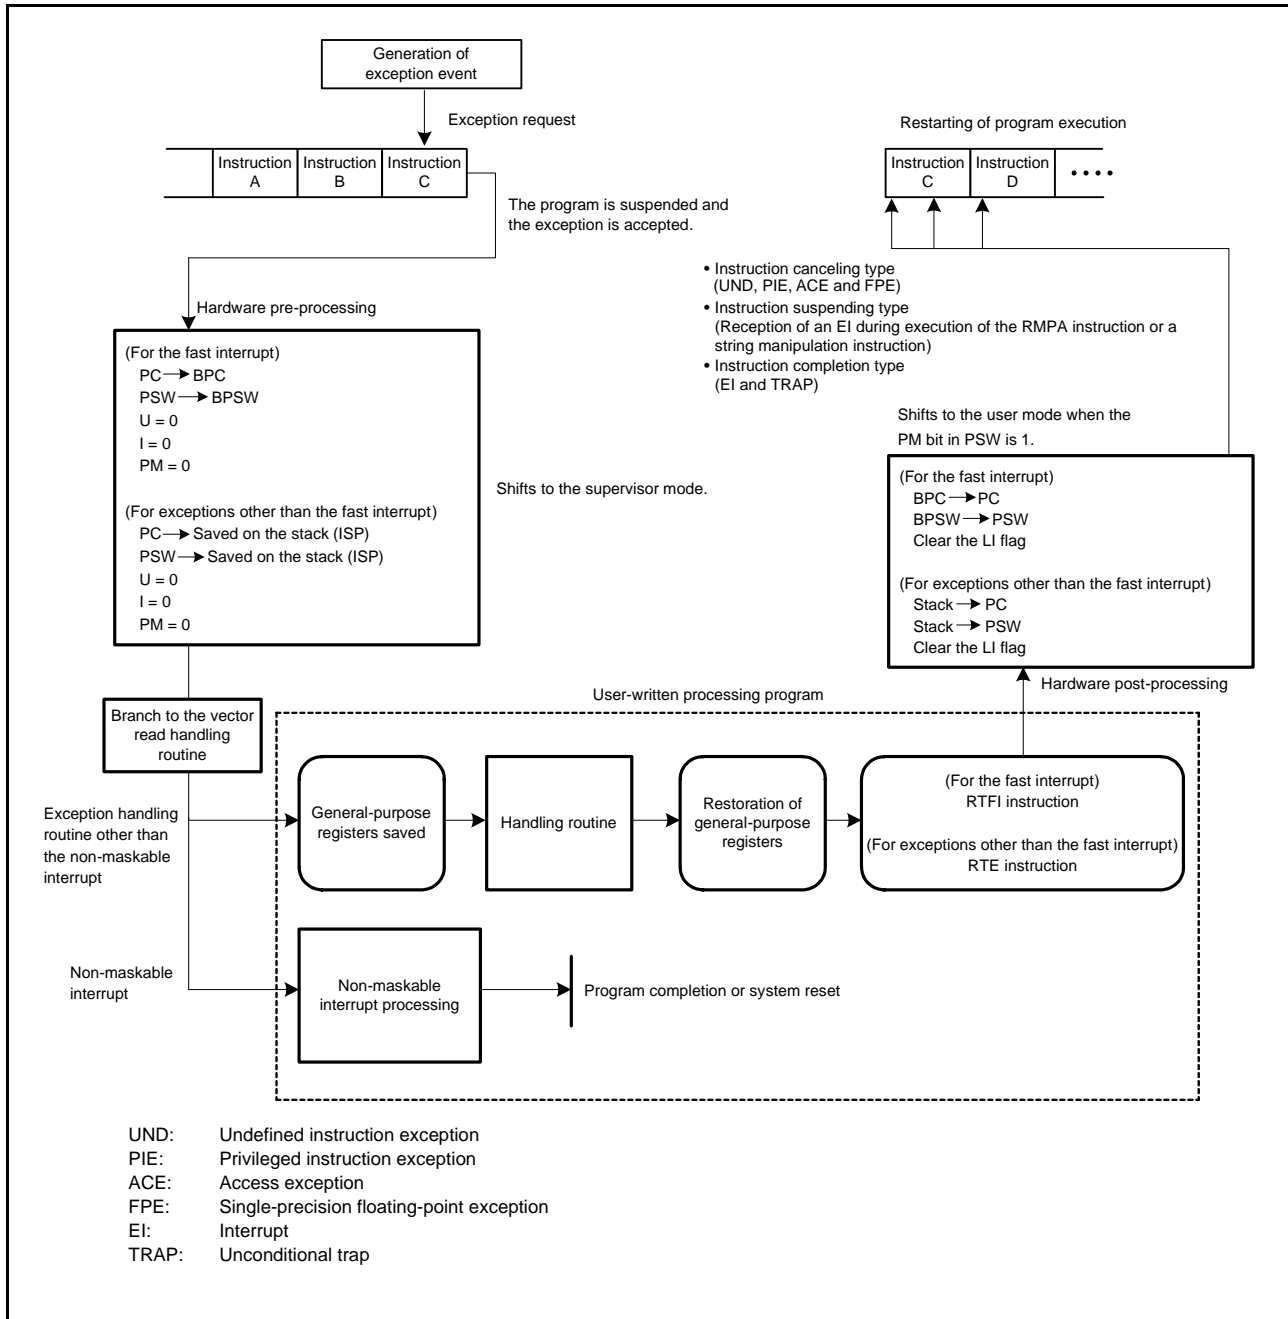 Generation of
exception event
Exception request
Instruction
A
Instruction
B
Instruction
C
The program is suspended and
the exception is accepted.
Restarting of program execution
Instruction
C
Instruction
D
• • • •
• Instruction canceling type
(UND, PIE, ACE and FPE)
• Instruction suspending type
(Reception of an EI during execution of the RMPA instruction or a
string manipulation instruction)
• Instruction completion type
(EI and TRAP)
Hardware pre-processing
(For the fast interrupt)
PC → BPC
PSW → BPSW
U = 0
I = 0
PM = 0
(For exceptions other than the fast interrupt)
PC → Saved on the stack (ISP)
PSW → Saved on the stack (ISP)
U = 0
I = 0
PM = 0
Shifts to the supervisor mode.
Shifts to the user mode when the
PM bit in PSW is 1.
(For the fast interrupt)
BPC → PC
BPSW → PSW
Clear the LI flag
(For exceptions other than the fast interrupt)
Stack → PC
Stack → PSW
Clear the LI flag
Hardware post-processing
User-written processing program
Branch to the vector
read handling
routine
Exception handling
routine other than
the non-maskable
interrupt
General-purpose
registers saved
Handling routine
Restoration of
general-purpose
registers
(For the fast interrupt)
RTFI instruction
(For exceptions other than the fast interrupt)
RTE instruction
Non-maskable
interrupt
Non-maskable
interrupt processing
Program completion or system reset
UND: Undefined instruction exception
PIE: Privileged instruction exception
ACE: Access exception
FPE: Single-precision floating-point exception
EI: Interrupt
TRAP: Unconditional trap